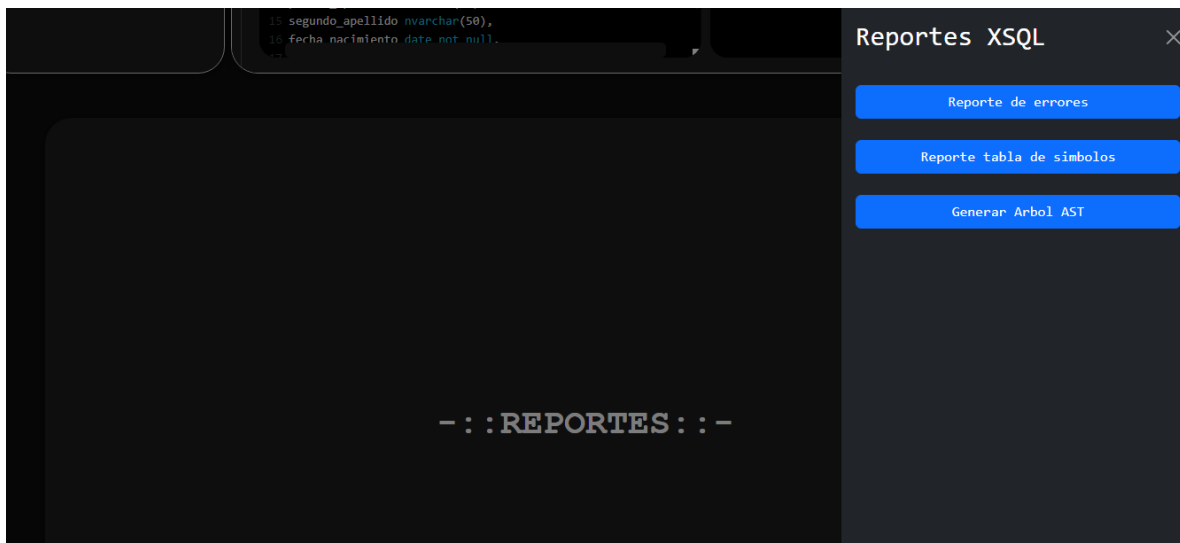 15 segundo_apellido nvarchar(50),
16 fecha_nacimiento date not null,
Reportes XSQL
Reporte de errores
Reporte tabla de simbolos
Generar Arbol AST
-::REPORTES::-